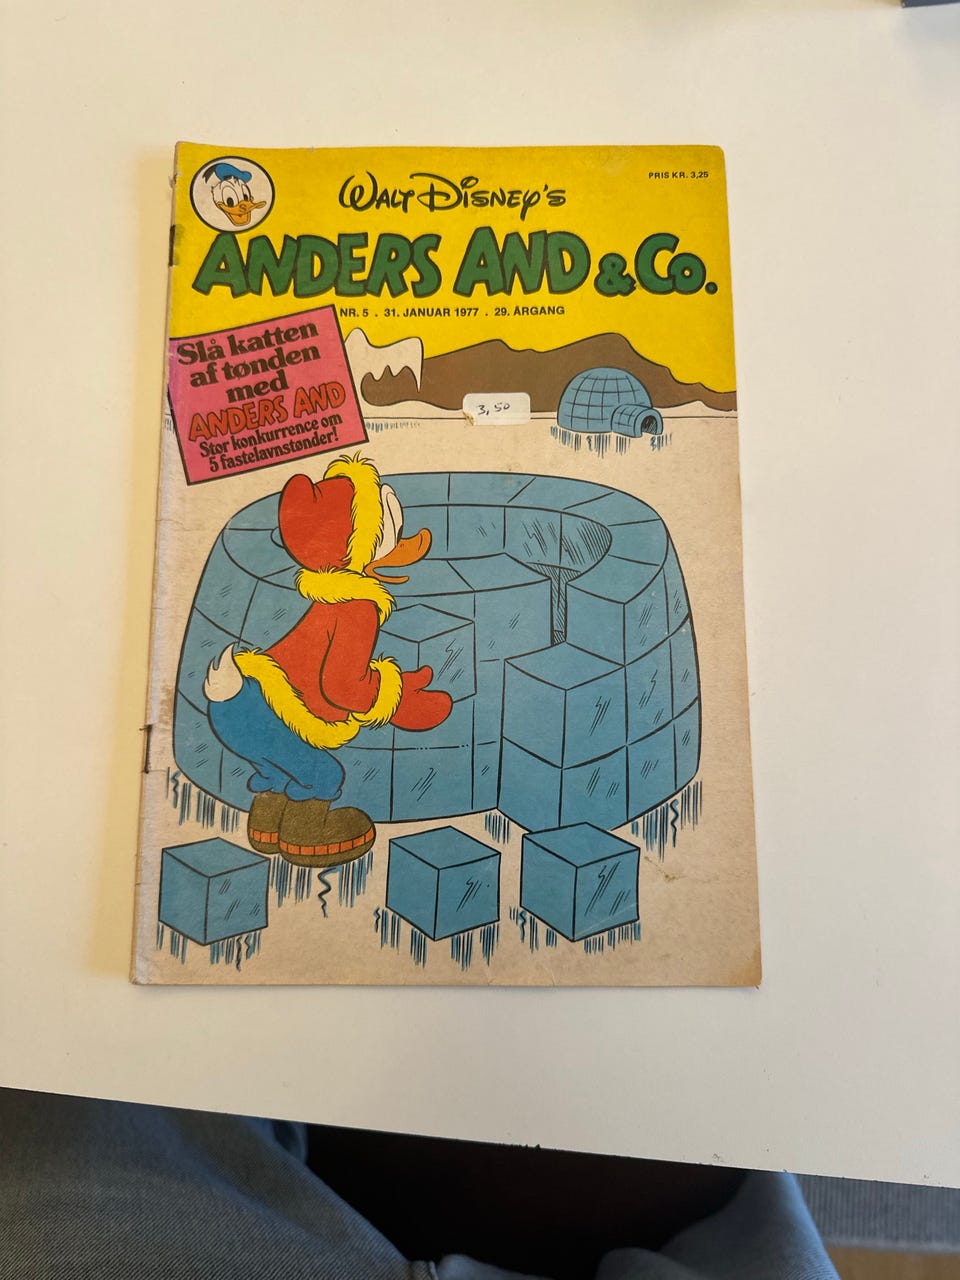 WALT DISNEY'S
PRIS KR. 3,25
ANDERS AND & CO.
NR. 5 . 31. JANUAR 1977 . 29. ÅRGANG
Slå katten
af tønden
med
ANDERS AND
Stor konkurrence om
5 fastelavnstønder!
3,50